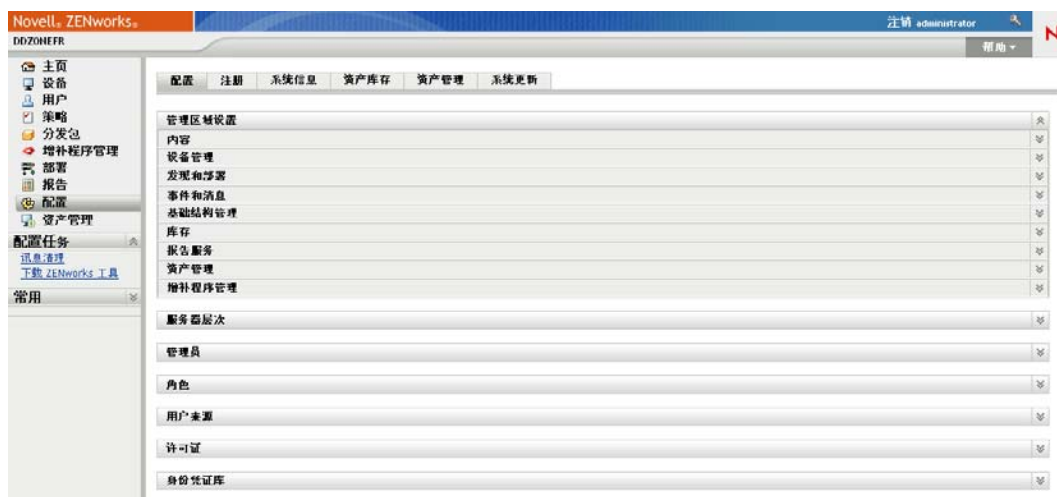 Novell® ZENworks®
注销 administrator
DDZONEFR
帮助
主页
设备
用户
策略
分发包
增补程序管理
部署
报告
配置
资产管理
配置任务
讯息清理
下载 ZENworks 工具
常用
配置 注册 系统信息 资产库存 资产管理 系统更新
管理区域设置
内容
设备管理
发现和部署
事件和消息
基础结构管理
库存
报告服务
资产管理
增补程序管理
服务器层次
管理员
角色
用户来源
许可证
身份凭证库